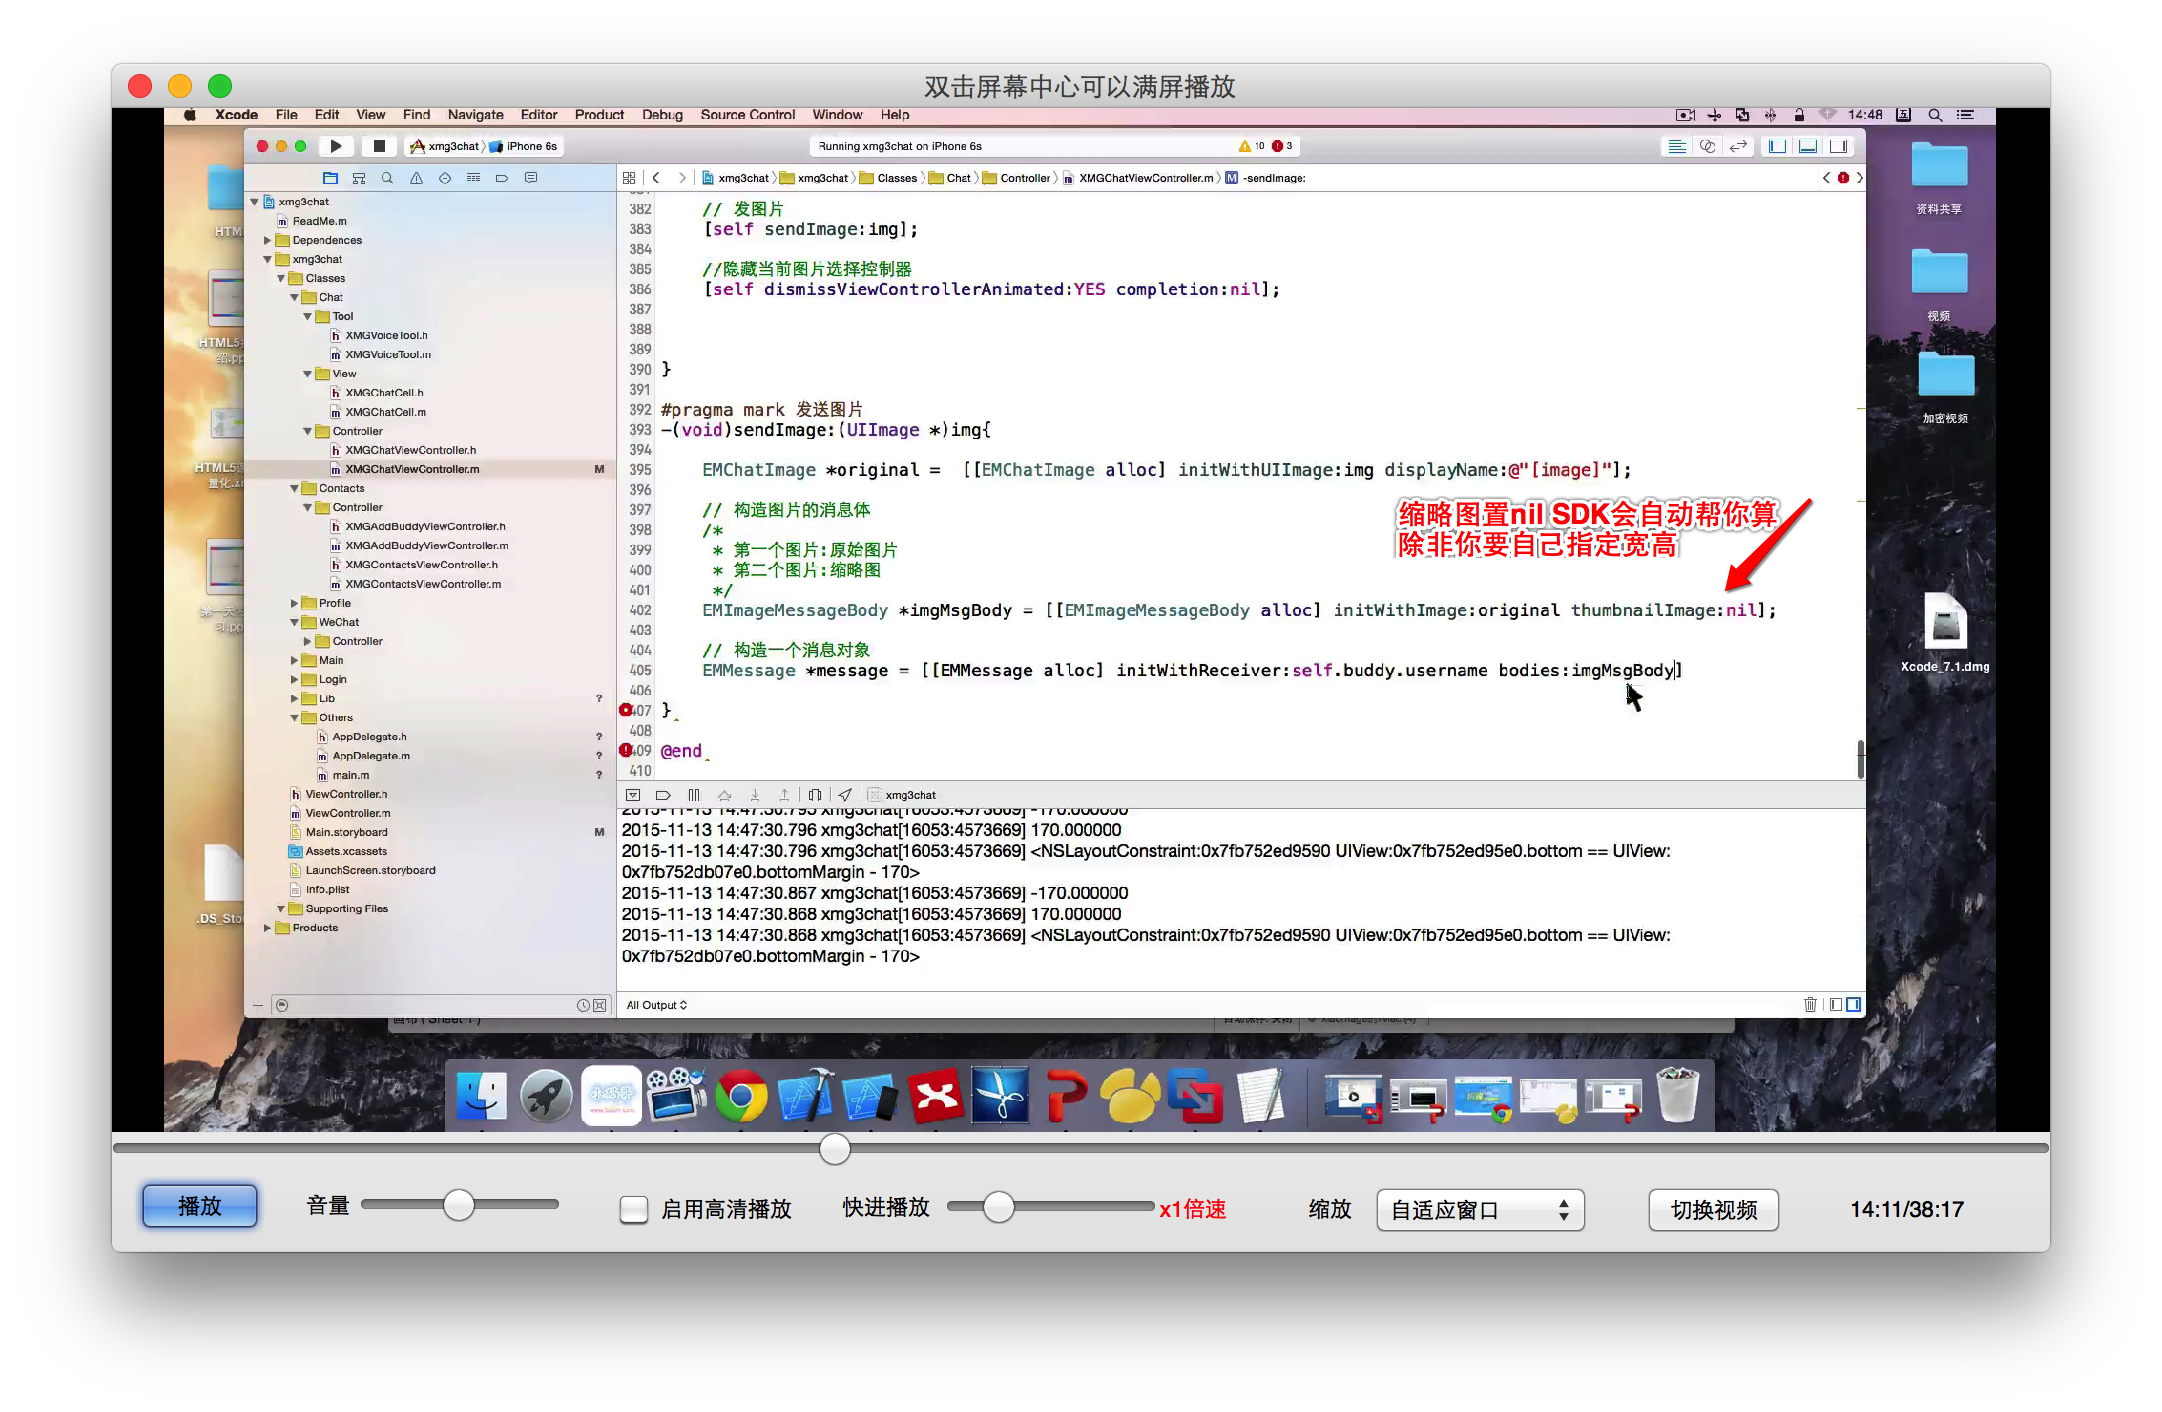 双击屏幕中心可以满屏播放
Xcode File Edit View Find Navigate Editor Product Debug Source Control Window Help
14:48
xmg3chat iPhone 6s
Running xmg3chat on iPhone 6s
10 3
xmg3chat xmg3chat Classes Chat Controller XMGChatViewController.m M -sendImage:
xmg3chat
ReadMe.m
Dependences
xmg3chat
Classes
Chat
Tool
XMGVoiceTool.h
XMGVoiceTool.m
View
XMGChatCell.h
XMGChatCell.m
Controller
XMGChatViewController.h
XMGChatViewController.m M
Contacts
Controller
XMGAddBuddyViewController.h
XMGAddBuddyViewController.m
XMGContactsViewController.h
XMGContactsViewController.m
Profile
WeChat
Controller
Main
Login
Lib ?
Others
AppDelegate.h ?
AppDelegate.m ?
main.m ?
ViewController.h
ViewController.m
Main.storyboard M
Assets.xcassets
LaunchScreen.storyboard
Info.plist
Supporting Files
Products
382 // 发图片
383 [self sendImage:img];
384
385 //隐藏当前图片选择控制器
386 [self dismissViewControllerAnimated:YES completion:nil];
387
388
389
390 }
391
392 #pragma mark 发送图片
393 -(void)sendImage:(UIImage *)img{
394
395 EMChatImage *original = [[EMChatImage alloc] initWithUIImage:img displayName:@"[image]"];
396
397 // 构造图片的消息体
398 /*
399 * 第一个图片:原始图片
400 * 第二个图片:缩略图
401 */
402 EMImageMessageBody *imgMsgBody = [[EMImageMessageBody alloc] initWithImage:original thumbnailImage:nil];
403
404 // 构造一个消息对象
405 EMMessage *message = [[EMMessage alloc] initWithReceiver:self.buddy.username bodies:imgMsgBody]
406
407 }
408
409 @end
410
缩略图置nil SDK会自动帮你算
除非你要自己指定宽高
xmg3chat
2015-11-13 14:47:30.795 xmg3chat[16053:4573669] -170.000000
2015-11-13 14:47:30.796 xmg3chat[16053:4573669] 170.000000
2015-11-13 14:47:30.796 xmg3chat[16053:4573669] <NSLayoutConstraint:0x7fb752ed9590 UIView:0x7fb752ed95e0.bottom == UIView:
0x7fb752db07e0.bottomMargin - 170>
2015-11-13 14:47:30.867 xmg3chat[16053:4573669] -170.000000
2015-11-13 14:47:30.868 xmg3chat[16053:4573669] 170.000000
2015-11-13 14:47:30.868 xmg3chat[16053:4573669] <NSLayoutConstraint:0x7fb752ed9590 UIView:0x7fb752ed95e0.bottom == UIView:
0x7fb752db07e0.bottomMargin - 170>
All Output
资料共享
视频
加密视频
Xcode_7.1.dmg
HTML5
.DS_Sto
小码哥
播放 音量 启用高清播放 快进播放 x1倍速 缩放 自适应窗口 切换视频 14:11/38:17